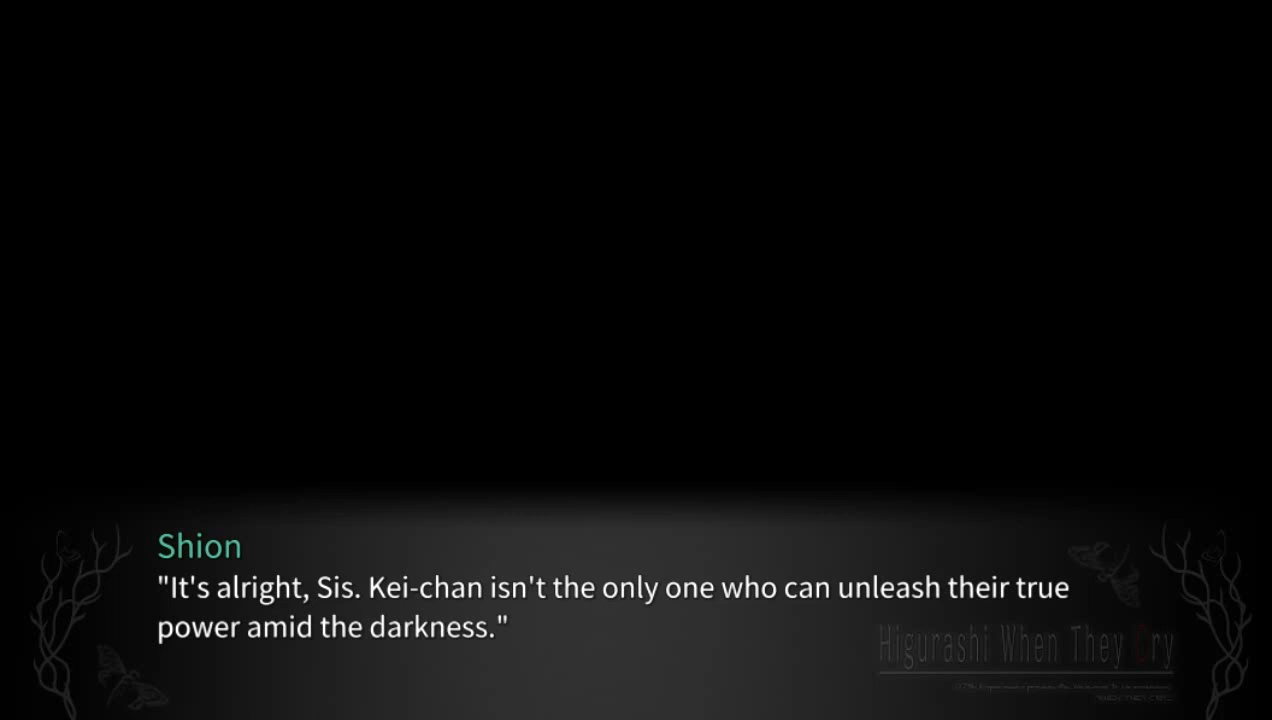 Shion
"It's alright, Sis. Kei-chan isn't the only one who can unleash their true
power amid the darkness."
Higurashi When They Cry